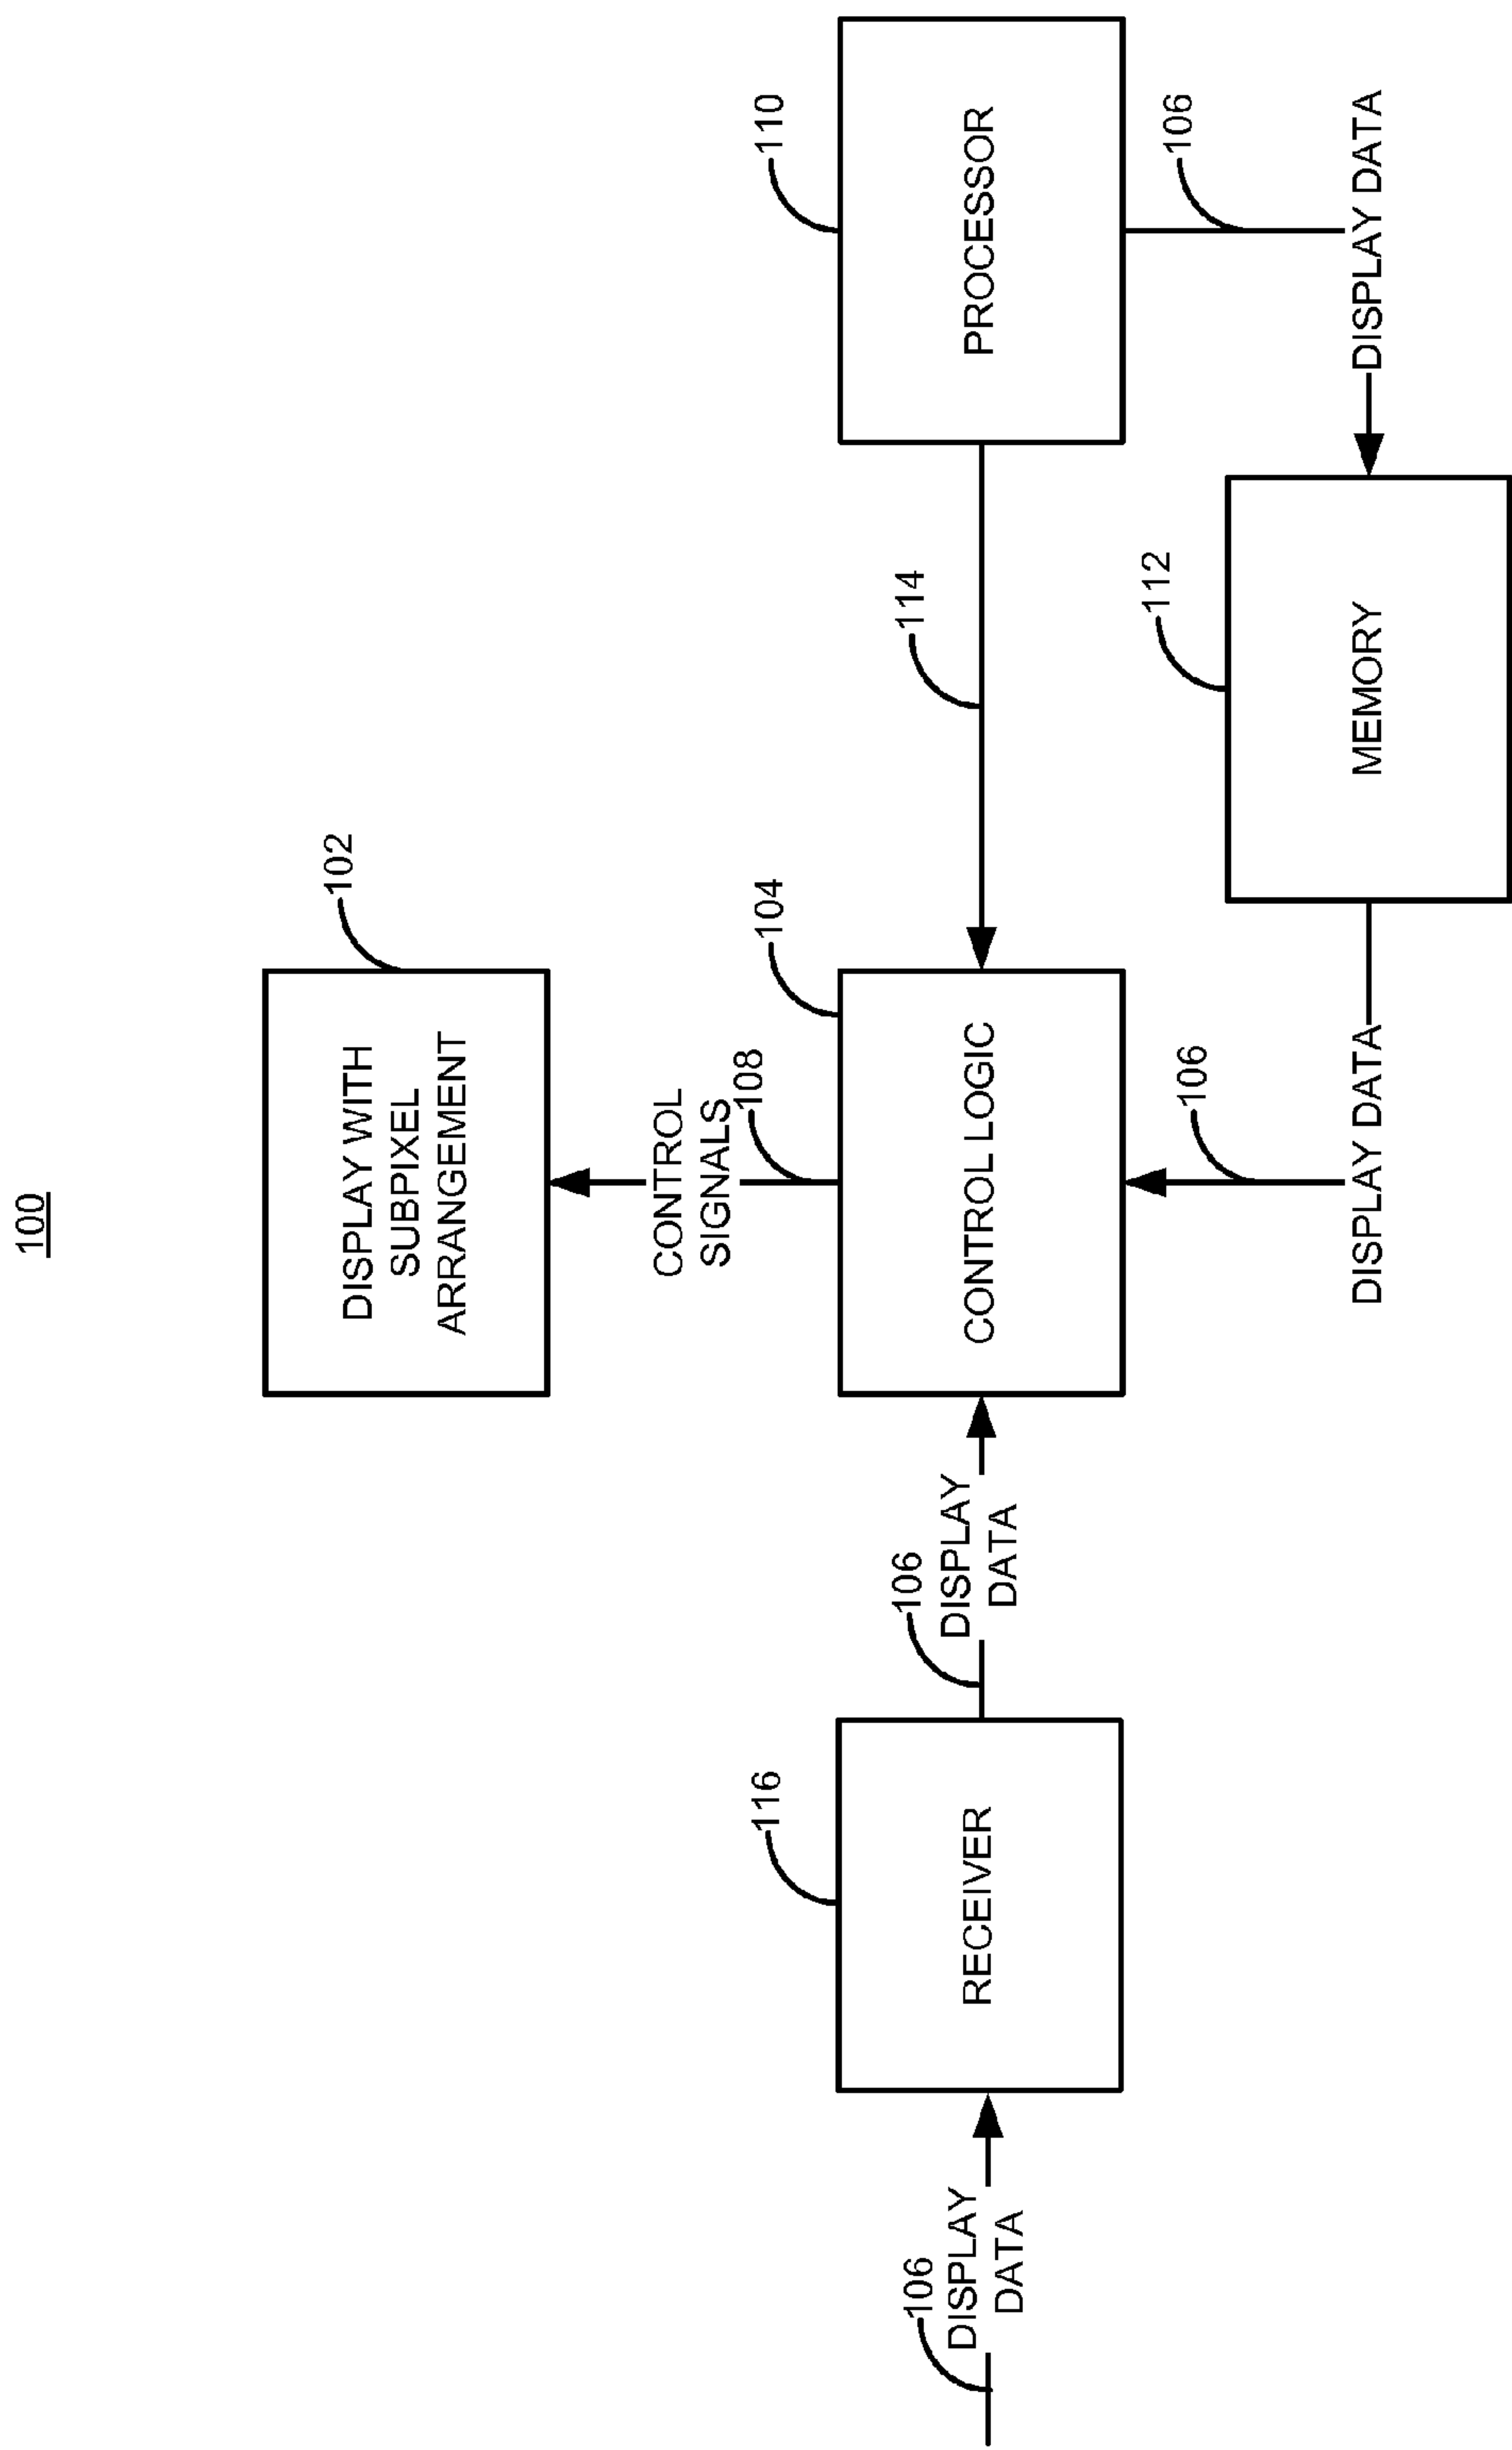 100
102
DISPLAY WITH
SUBPIXEL
ARRANGEMENT
CONTROL
SIGNALS
108
116
104
110
RECEIVER
106
DISPLAY
DATA
106
DISPLAY
DATA
CONTROL LOGIC
114
PROCESSOR
106
112
106
DISPLAY DATA
MEMORY
DISPLAY DATA